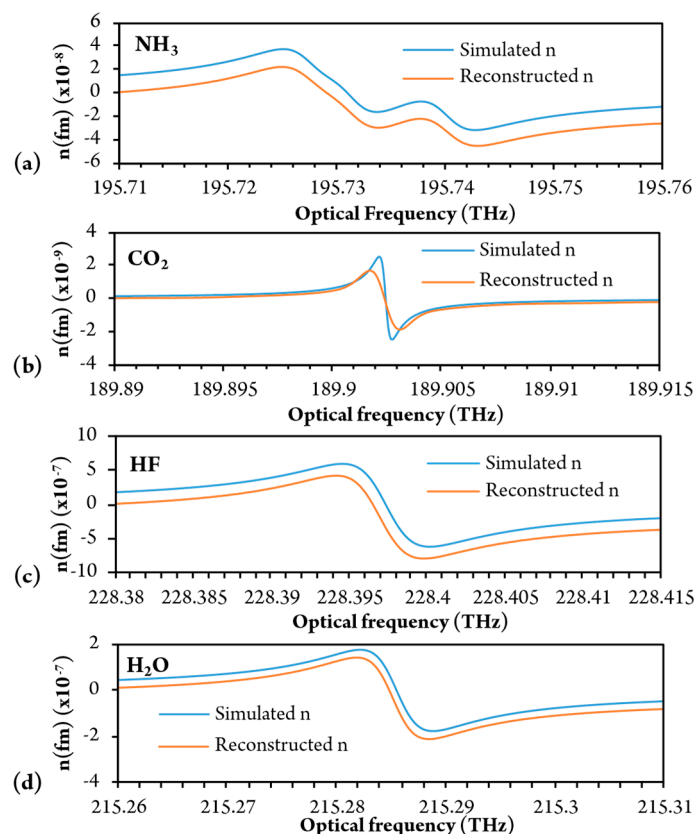 NH₃
Simulated n
Reconstructed n
n(fm) (x10⁻⁸)
6
4
2
0
-2
-4
-6
(a)
195.71 195.72 195.73 195.74 195.75 195.76
Optical Frequency (THz)
CO₂
Simulated n
Reconstructed n
n(fm) (x10⁻⁹)
4
2
0
-2
-4
(b)
189.89 189.895 189.9 189.905 189.91 189.915
Optical frequency (THz)
HF
Simulated n
Reconstructed n
n(fm) (x10⁻⁷)
10
5
0
-5
-10
(c)
228.38 228.385 228.39 228.395 228.4 228.405 228.41 228.415
Optical frequency (THz)
H₂O
Simulated n
Reconstructed n
n(fm) (x10⁻⁷)
2
0
-2
-4
(d)
215.26 215.27 215.28 215.29 215.3 215.31
Optical frequency (THz)